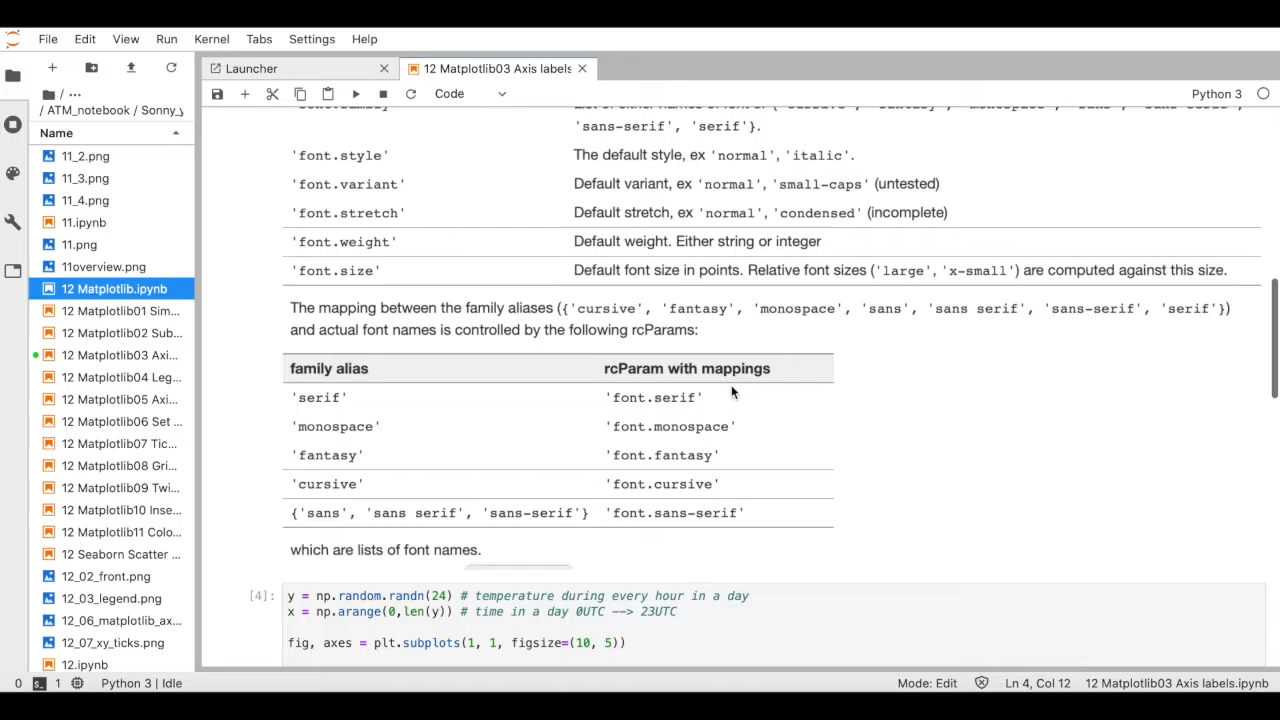 File Edit View Run Kernel Tabs Settings Help
Launcher
12 Matplotlib03 Axis labels
Code
Python 3
/ ...
/ ATM_notebook / Sonny_y
Name
11_2.png
11_3.png
11_4.png
11.ipynb
11.png
11overview.png
12 Matplotlib.ipynb
12 Matplotlib01 Sim...
12 Matplotlib02 Sub...
12 Matplotlib03 Axi...
12 Matplotlib04 Leg...
12 Matplotlib05 Axi...
12 Matplotlib06 Set ...
12 Matplotlib07 Tic...
12 Matplotlib08 Gri...
12 Matplotlib09 Twi...
12 Matplotlib10 Inse...
12 Matplotlib11 Colo...
12 Seaborn Scatter ...
12_02_front.png
12_03_legend.png
12_06_matplotlib_ax...
12_07_xy_ticks.png
12.ipynb
'sans-serif', 'serif'}.
'font.style' The default style, ex 'normal', 'italic'.
'font.variant' Default variant, ex 'normal', 'small-caps' (untested)
'font.stretch' Default stretch, ex 'normal', 'condensed' (incomplete)
'font.weight' Default weight. Either string or integer
'font.size' Default font size in points. Relative font sizes ('large', 'x-small') are computed against this size.
The mapping between the family aliases ({'cursive', 'fantasy', 'monospace', 'sans', 'sans serif', 'sans-serif', 'serif'})
and actual font names is controlled by the following rcParams:
family alias rcParam with mappings
'serif' 'font.serif'
'monospace' 'font.monospace'
'fantasy' 'font.fantasy'
'cursive' 'font.cursive'
{'sans', 'sans serif', 'sans-serif'} 'font.sans-serif'
which are lists of font names.
[4]: y = np.random.randn(24) # temperature during every hour in a day
x = np.arange(0,len(y)) # time in a day 0UTC --> 23UTC
fig, axes = plt.subplots(1, 1, figsize=(10, 5))
0 1 Python 3 | Idle Mode: Edit Ln 4, Col 12 12 Matplotlib03 Axis labels.ipynb